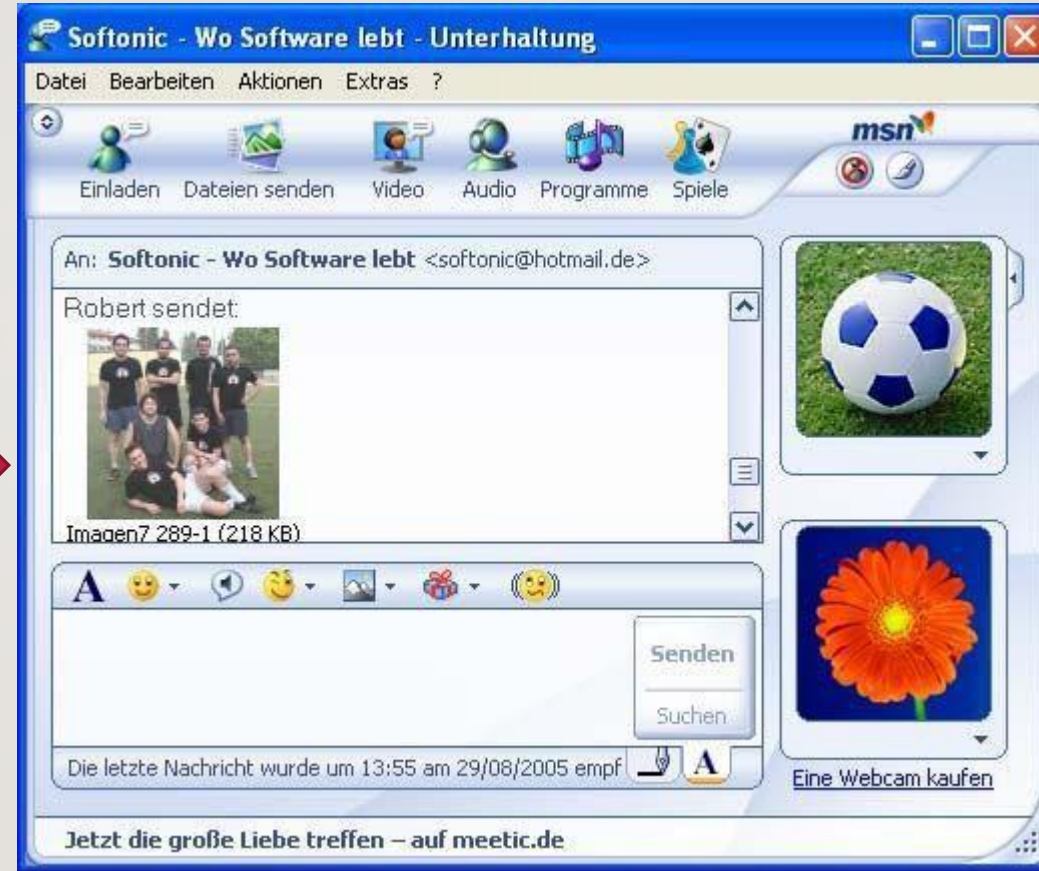 Softonic - Wo Software lebt - Unterhaltung
Datei Bearbeiten Aktionen Extras ?
msn
Einladen Dateien senden Video Audio Programme Spiele
An: Softonic - Wo Software lebt <softonic@hotmail.de>
Robert sendet:
Imagen7 289-1 (218 KB)
A
Senden
Suchen
Die letzte Nachricht wurde um 13:55 am 29/08/2005 empf
A
Eine Webcam kaufen
Jetzt die große Liebe treffen – auf meetic.de